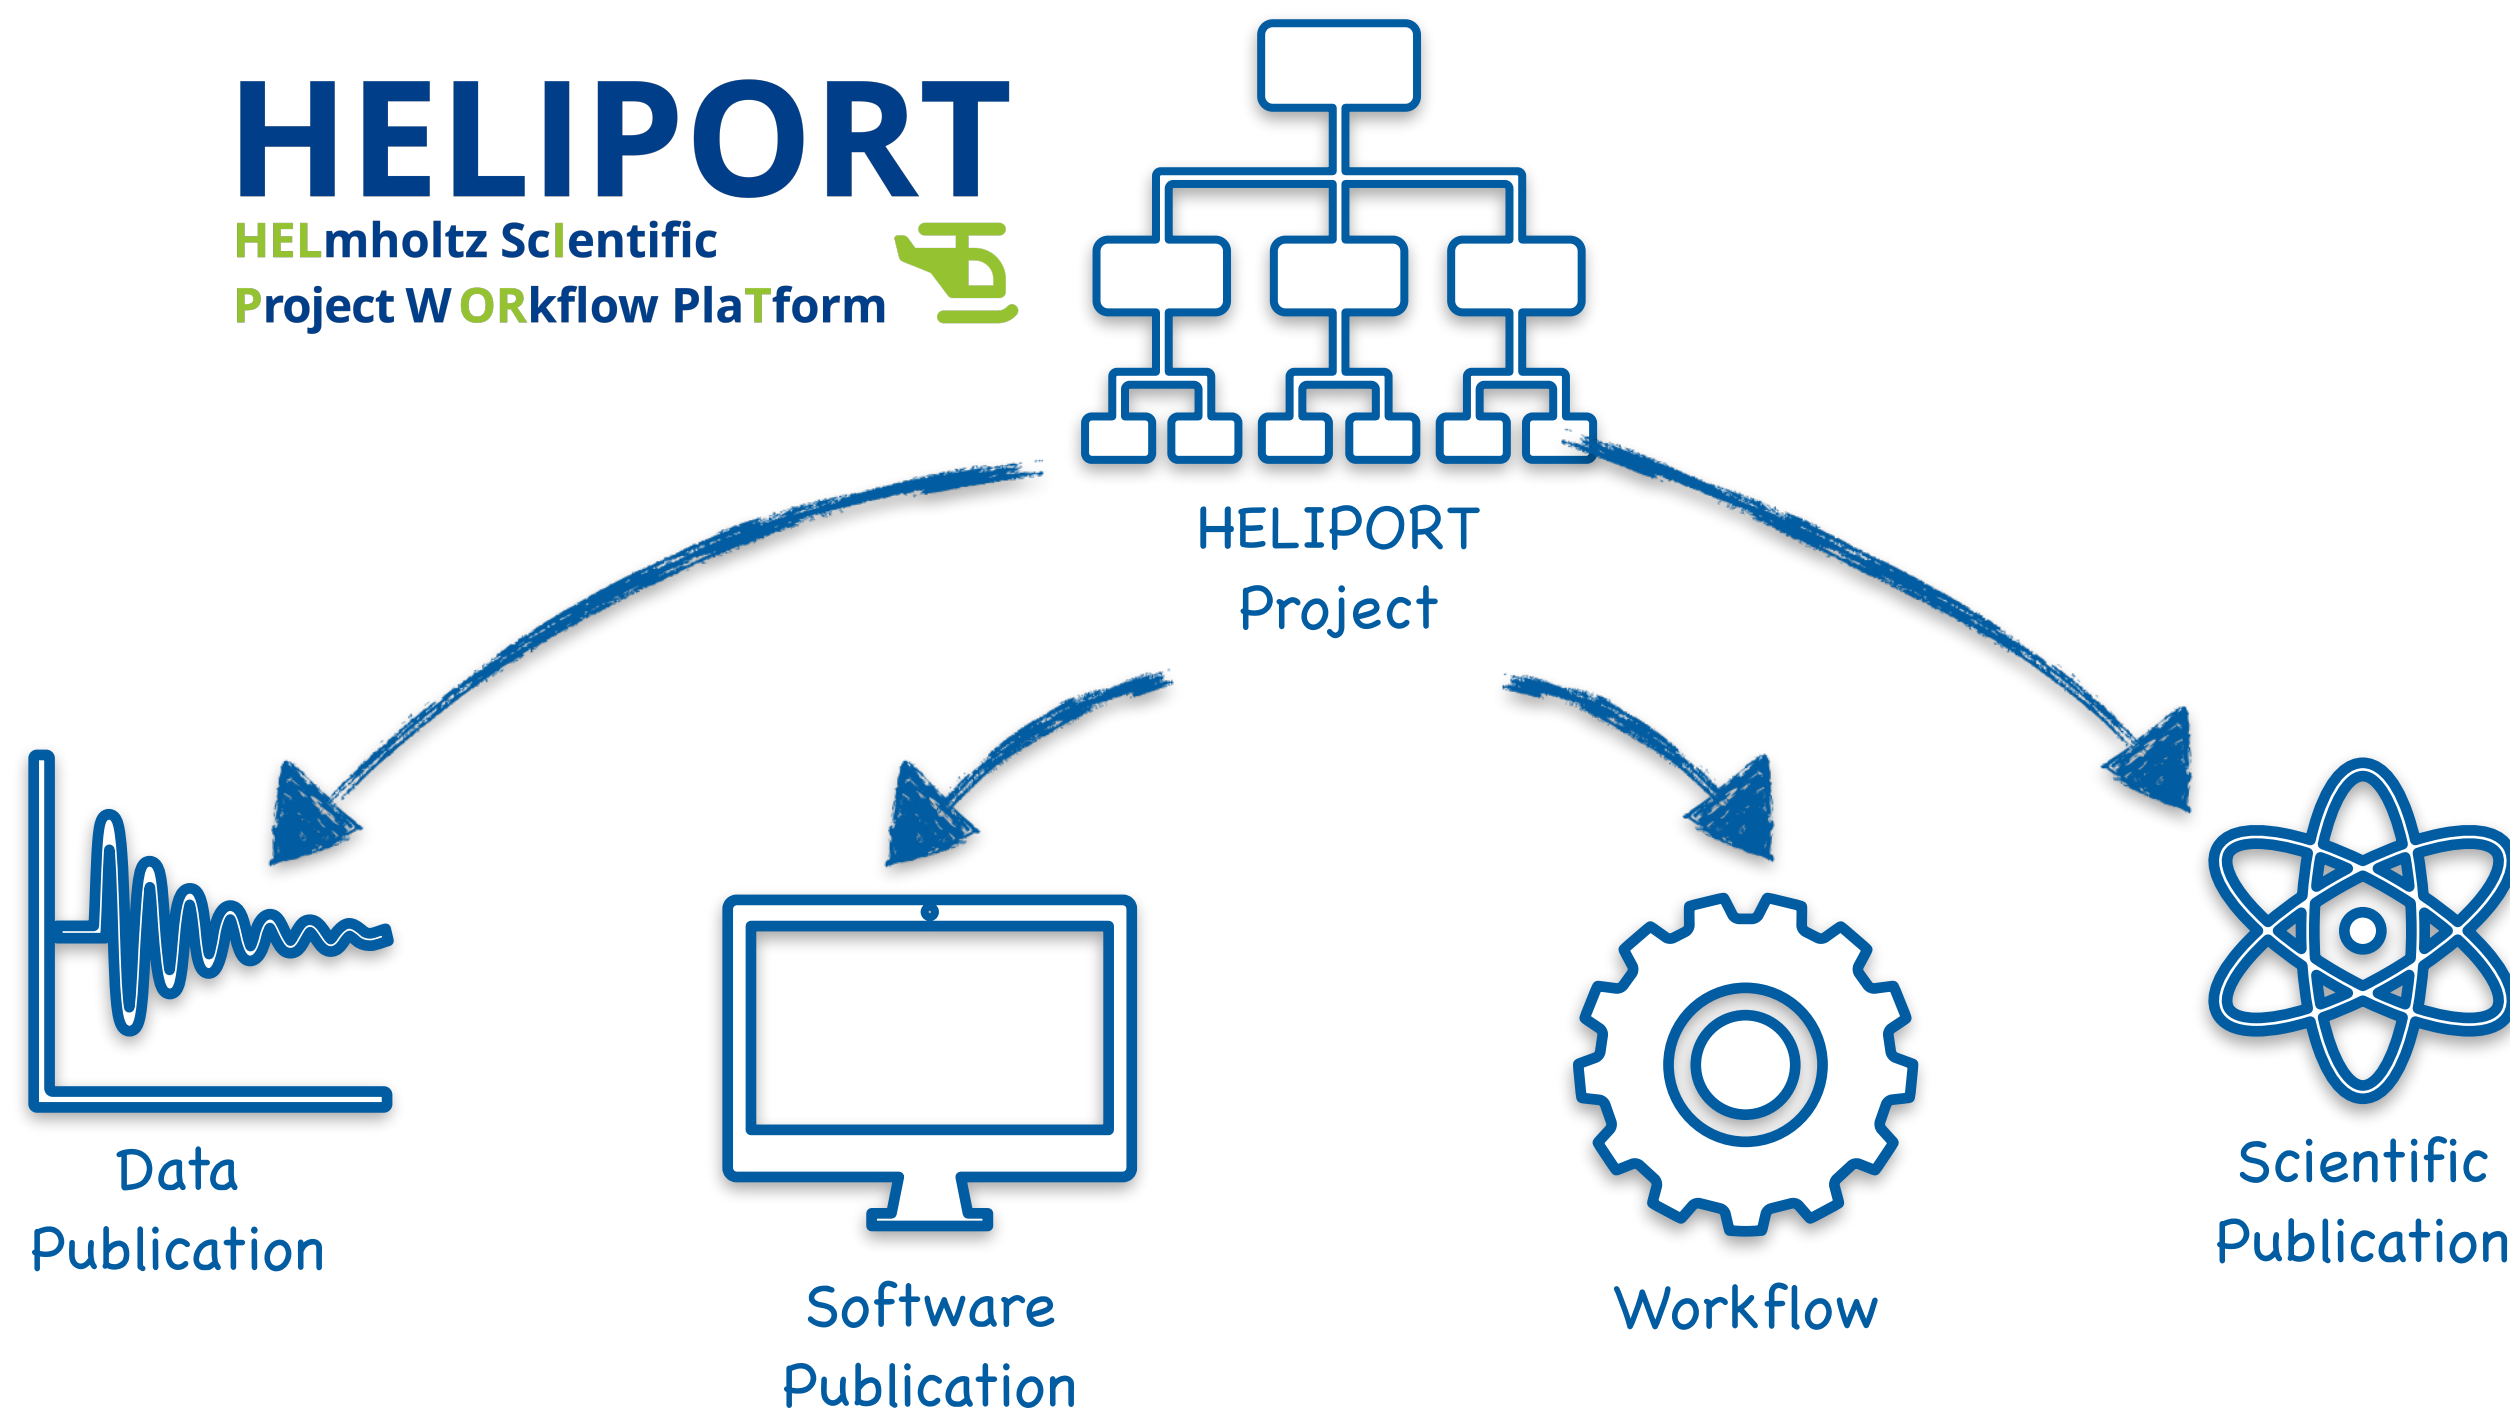 HELIPORT
HELmholtz ScIentific
Project WORkflow PlaTform
HELIPORT
Project
Data
Publication
Software
Publication
Workflow
Scientific
Publication